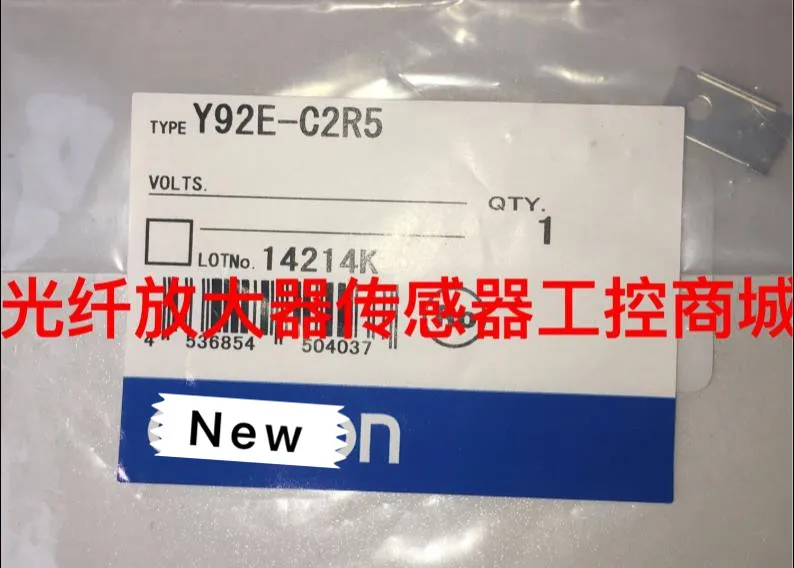 TYPE Y92E-C2R5
VOLTS.
QTY.
1
LOTNo. 14214K
光纤放大器传感器工控商城
4 536854 504037
New
on